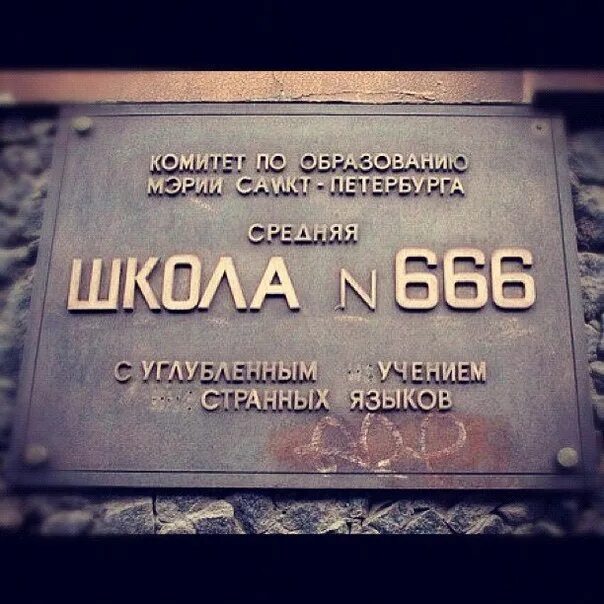 КОМИТЕТ ПО ОБРАЗОВАНИЮ
МЭРИИ САНКТ-ПЕТЕРБУРГА
СРЕДНЯЯ
ШКОЛА N 666
С УГЛУБЛЕННЫМ УЧЕНИЕМ
СТРАННЫХ ЯЗЫКОВ